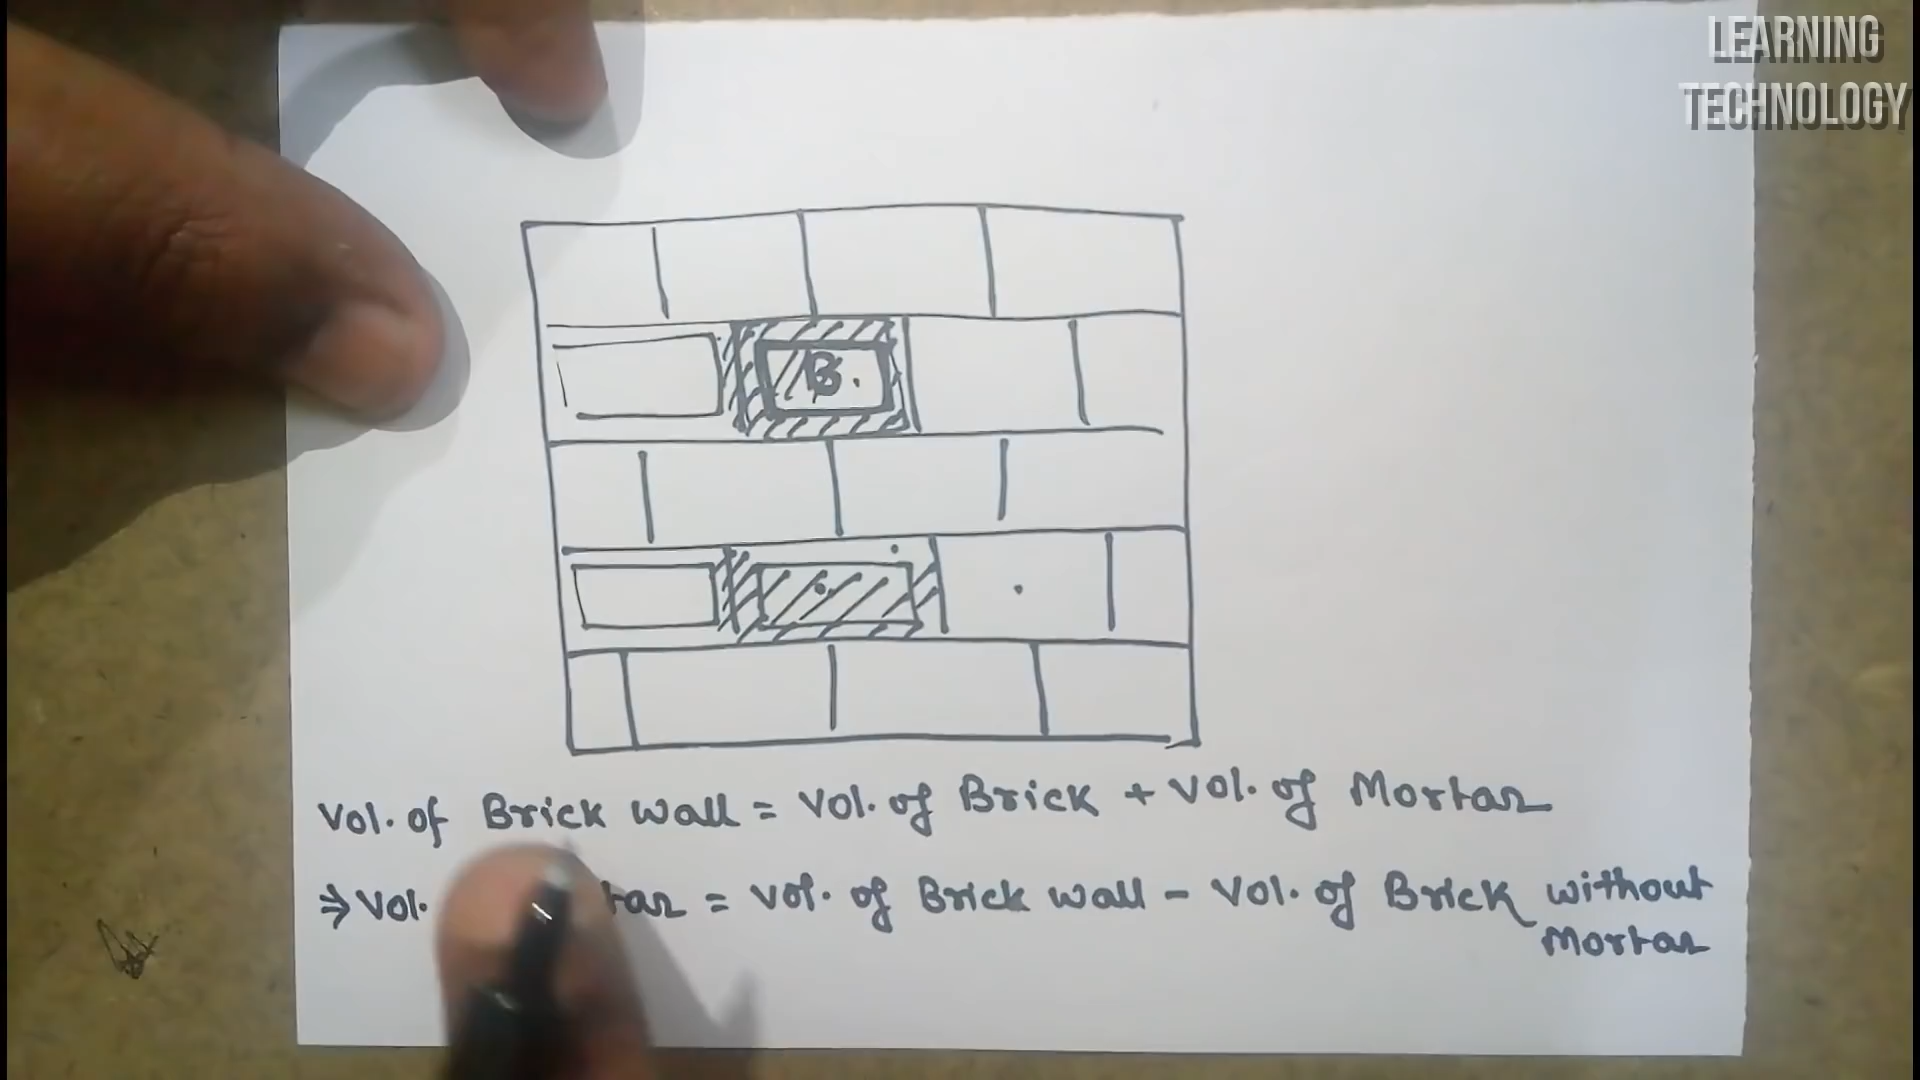 LEARNING
TECHNOLOGY
B.
Vol. of Brick wall = Vol. of Brick + Vol. of Mortar
⇒ Vol. = Vol. of Brick wall - Vol. of Brick without
Mortar